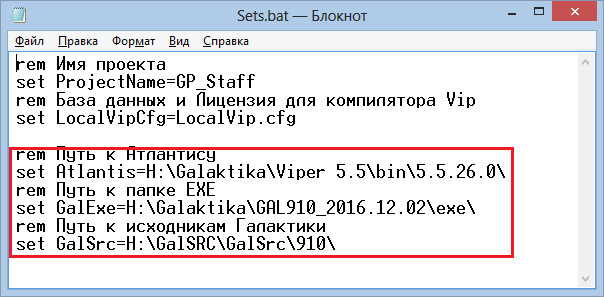 Sets.bat — Блокнот
Файл Правка Формат Вид Справка
rem Имя проекта
set ProjectName=GP_Staff
rem База данных и Лицензия для компилятора Vip
set LocalVipCfg=LocalVip.cfg
rem Путь к Атлантису
set Atlantis=H:\Galaktika\Viper 5.5\bin\5.5.26.0\
rem Путь к папке EXE
set GalExe=H:\Galaktika\GAL910_2016.12.02\exe\
rem Путь к исходникам Галактики
set GalSrc=H:\GalSRC\GalSrc\910\